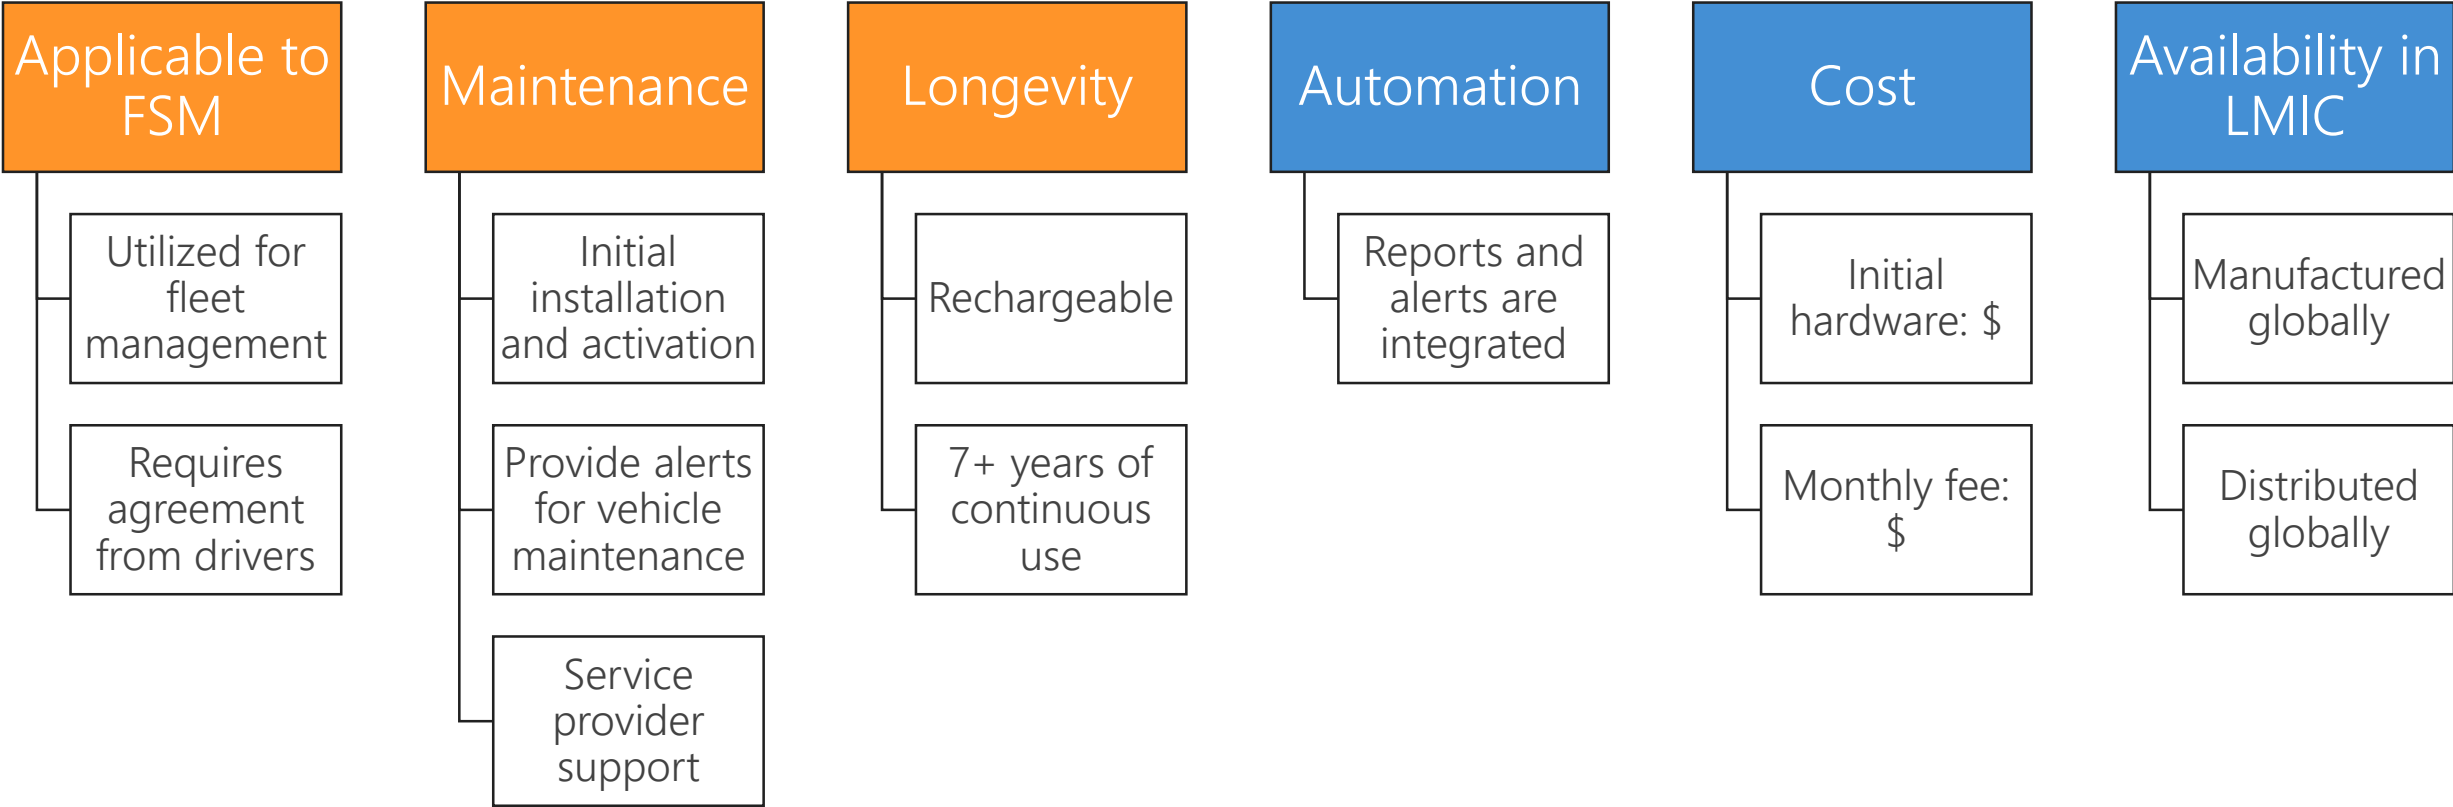 Applicable to
FSM
Utilized for
fleet
management
Requires
agreement
from drivers
Maintenance
Initial
installation
and activation
Provide alerts
for vehicle
maintenance
Service
provider
support
Longevity
Rechargeable
7+ years of
continuous
use
Automation
Reports and
alerts are
integrated
Cost
Initial
hardware: $
Monthly fee:
$
Availability in
LMIC
Manufactured
globally
Distributed
globally